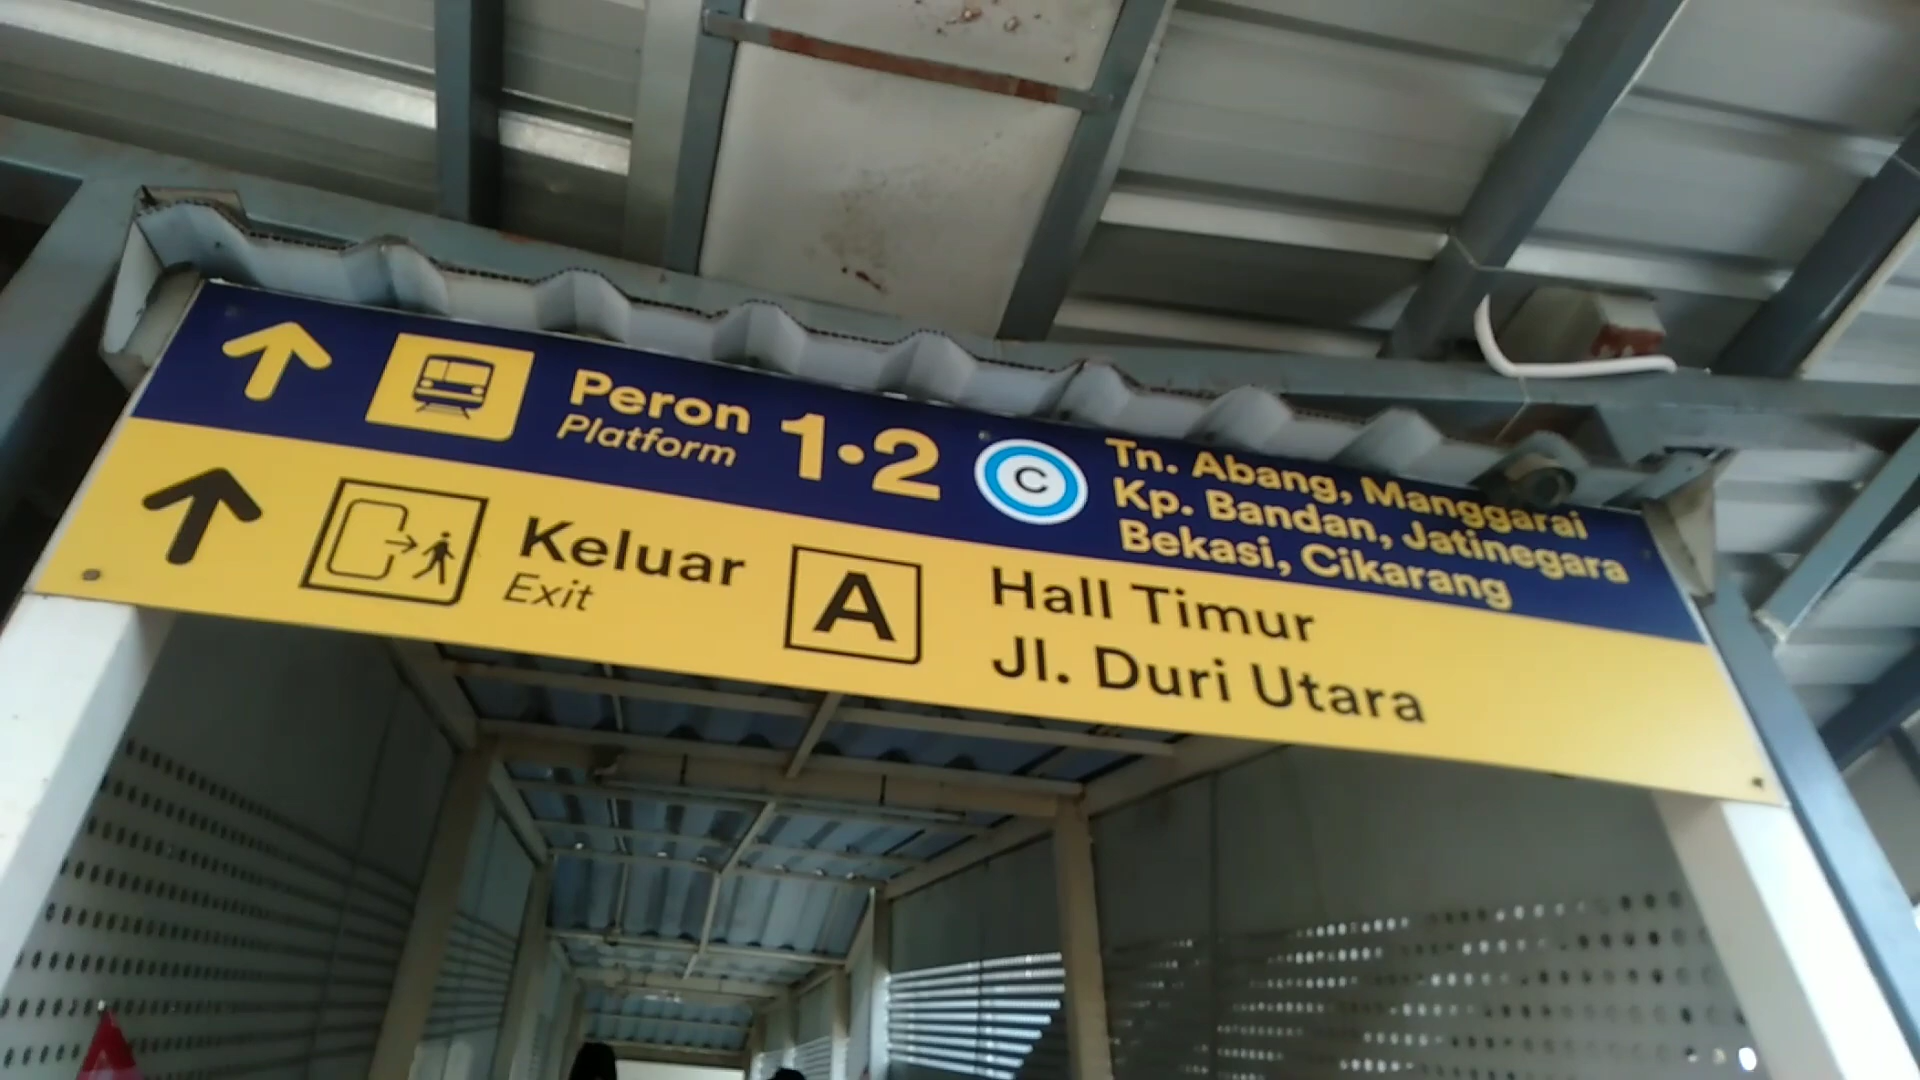 Peron
Platform
1•2
C
Tn. Abang, Manggarai
Kp. Bandan, Jatinegara
Bekasi, Cikarang
Keluar
Exit
A
Hall Timur
Jl. Duri Utara